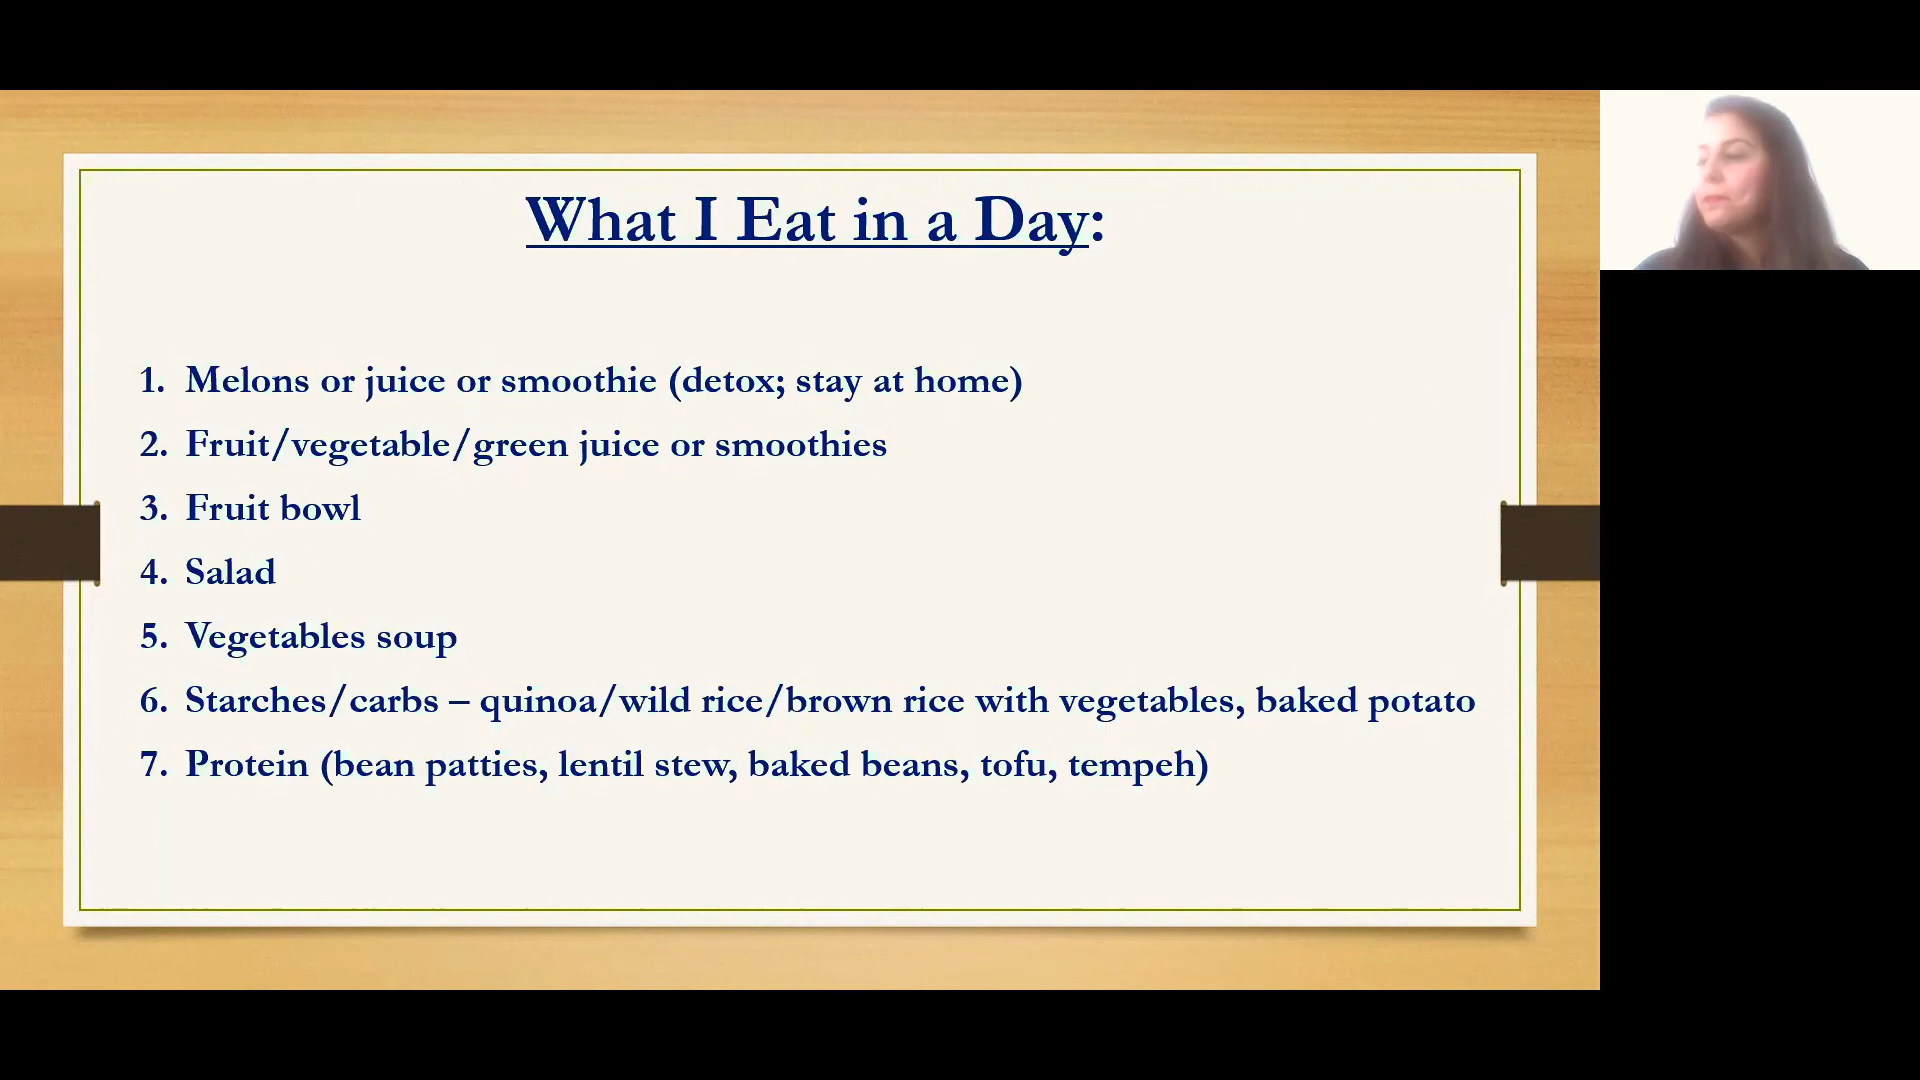 What I Eat in a Day:
1. Melons or juice or smoothie (detox; stay at home)
2. Fruit/vegetable/green juice or smoothies
3. Fruit bowl
4. Salad
5. Vegetables soup
6. Starches/carbs – quinoa/wild rice/brown rice with vegetables, baked potato
7. Protein (bean patties, lentil stew, baked beans, tofu, tempeh)